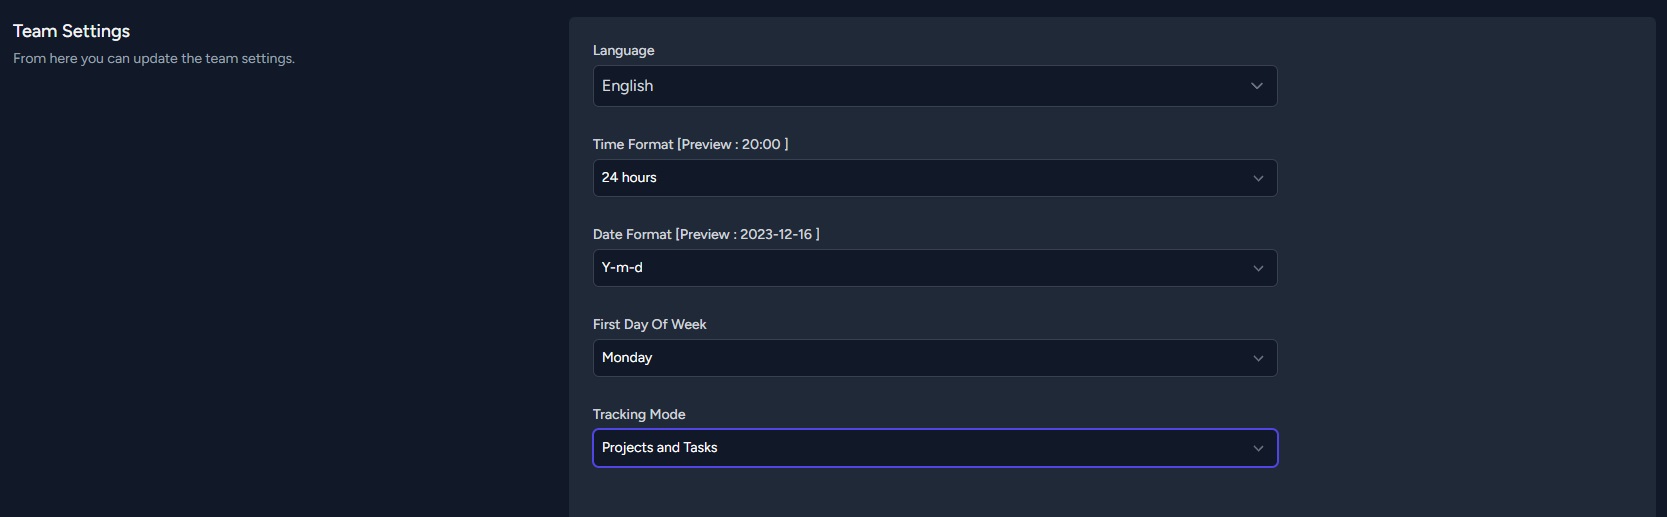 Team Settings
From here you can update the team settings.
Language
English
Time Format [Preview : 20:00 ]
24 hours
Date Format [Preview : 2023-12-16 ]
Y-m-d
First Day Of Week
Monday
Tracking Mode
Projects and Tasks